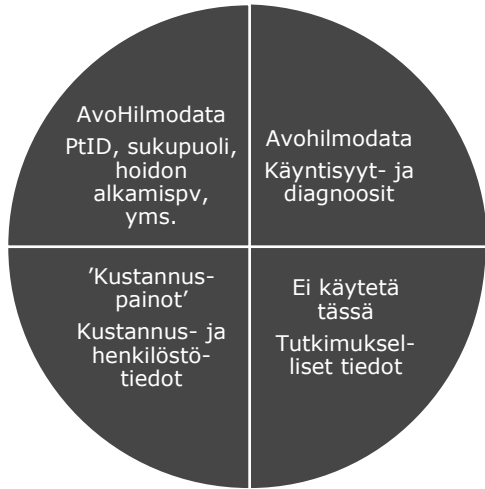 AvoHilmodata
PtID, sukupuoli,
hoidon
alkamispv,
yms.
Avohilmodata
Käyntisyyt- ja
diagnoosit
’Kustannus-
painot’
Kustannus- ja
henkilöstö-
tiedot
Ei käytetä
tässä
Tutkimuksel-
liset tiedot